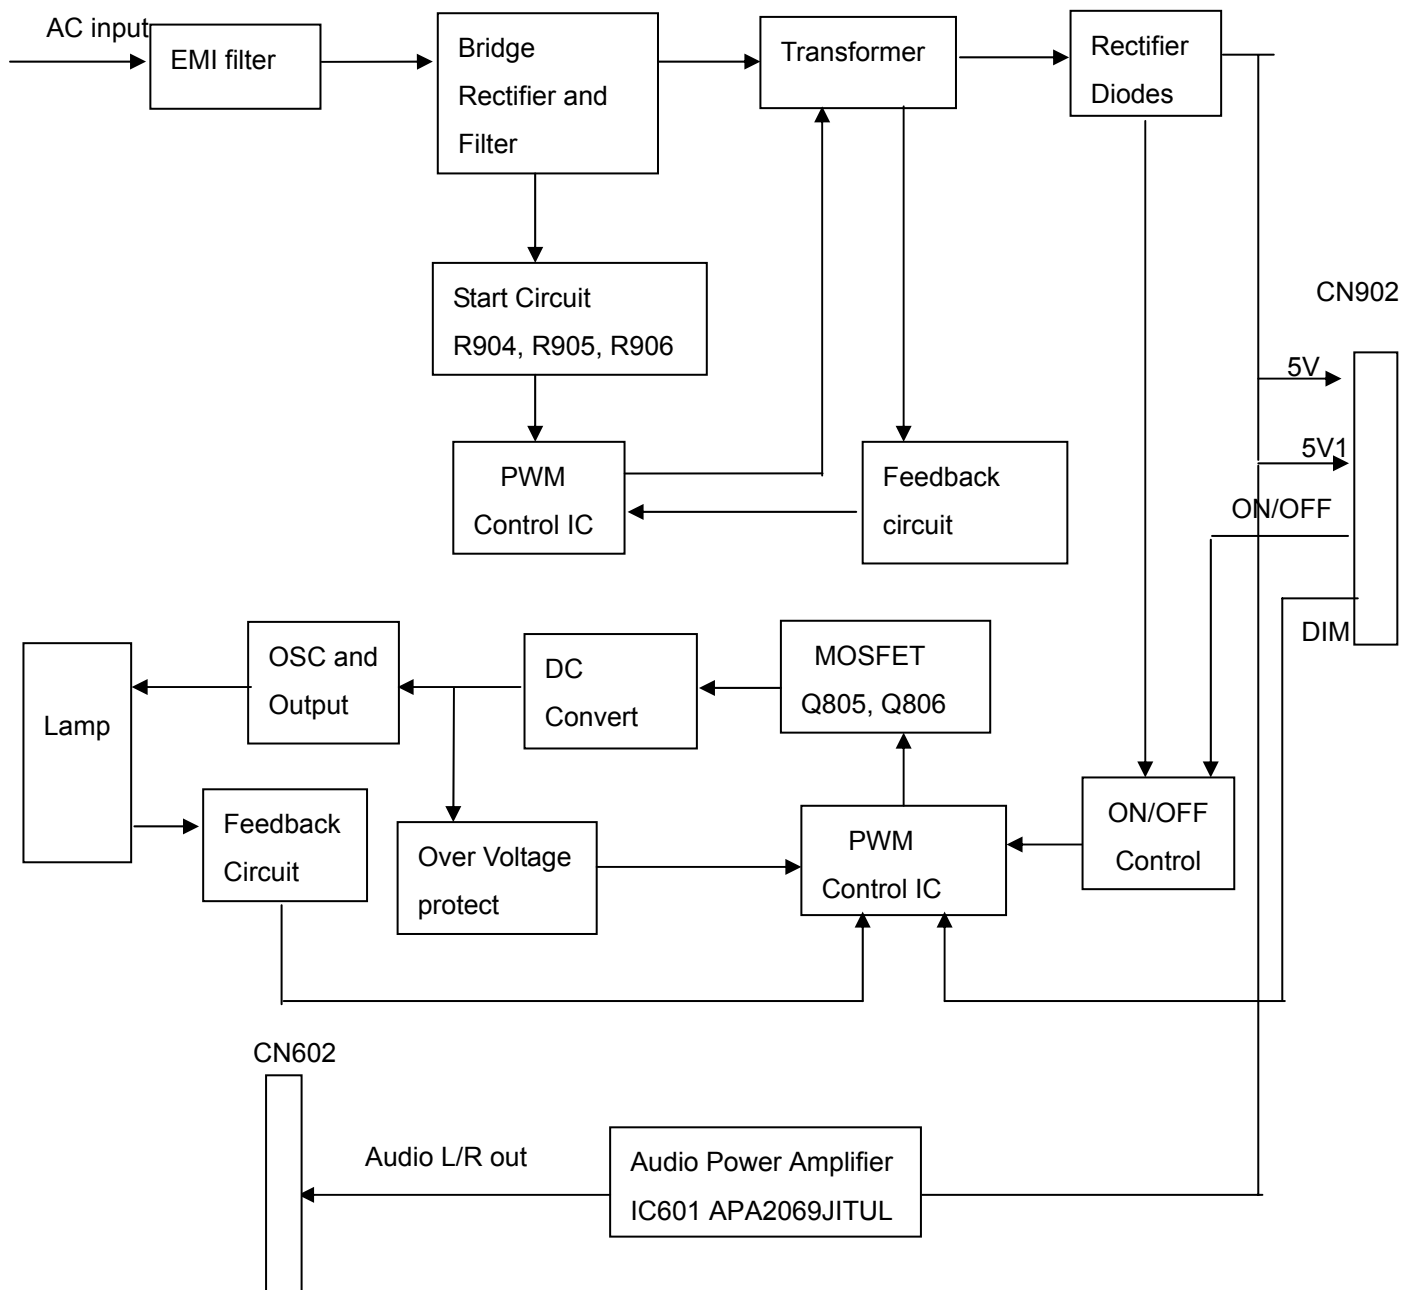 AC input
EMI filter
Bridge
Rectifier and
Filter
Transformer
Rectifier
Diodes
Start Circuit
R904, R905, R906
CN902
5V
5V1
ON/OFF
DIM
PWM
Control IC
Feedback
circuit
Lamp
OSC and
Output
DC
Convert
MOSFET
Q805, Q806
Feedback
Circuit
Over Voltage
protect
PWM
Control IC
ON/OFF
Control
CN602
Audio L/R out
Audio Power Amplifier
IC601 APA2069JITUL